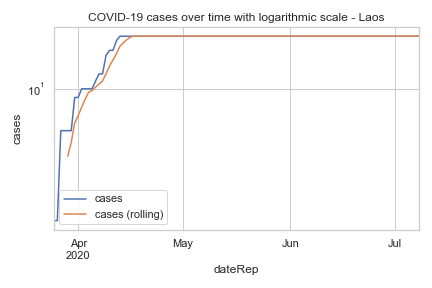 COVID-19 cases over time with logarithmic scale - Laos
cases
10¹
cases
cases (rolling)
Apr
2020
May
Jun
Jul
dateRep